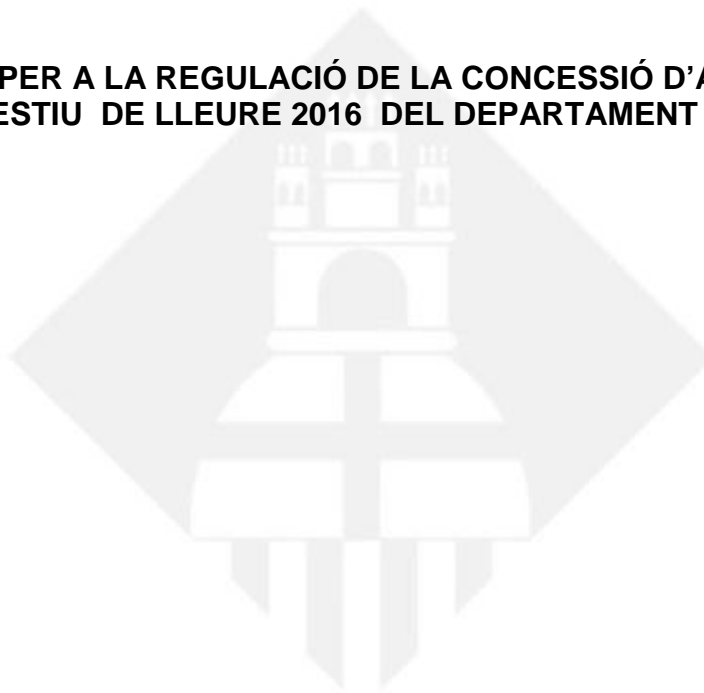 PER A LA REGULACIÓ DE LA CONCESSIÓ D'A
ESTIU DE LLEURE 2016 DEL DEPARTAMENT